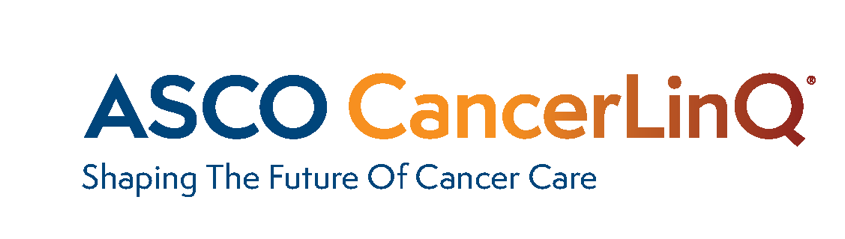 ASCO CancerLinQ®
Shaping The Future Of Cancer Care